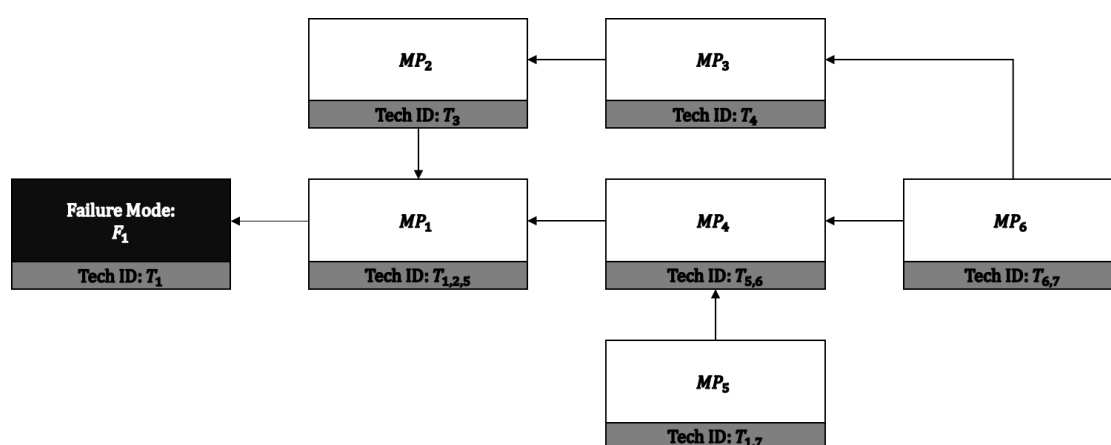 MP₂
Tech ID: T₃
MP₃
Tech ID: T₄
Failure Mode:
F₁
Tech ID: T₁
MP₁
Tech ID: T₁,₂,₅
MP₄
Tech ID: T₅,₆
MP₆
Tech ID: T₆,₇
MP₅
Tech ID: T₁,₇